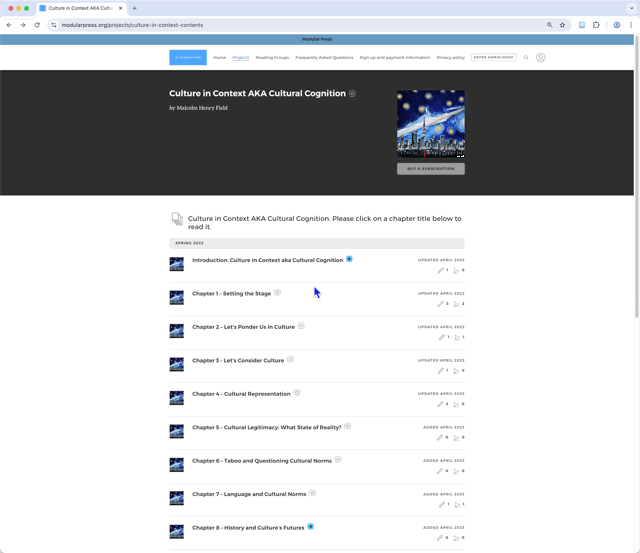 Culture in Context AKA Cultur
modularpress.org/projects/culture-in-context-contents
Modular Press
Home Projects Reading Groups Frequently Asked Questions Sign up and payment information Privacy policy ENTER ADMIN MODE
Culture in Context AKA Cultural Cognition
by Malcolm Henry Field
BUY A SUBSCRIPTION
Culture in Context AKA Cultural Cognition. Please click on a chapter title below to
read it.
SPRING 2023
Introduction: Culture in Context aka Cultural Cognition UPDATED APRIL 2023
1 0
Chapter 1 - Setting the Stage UPDATED APRIL 2023
2 2
Chapter 2 - Let's Ponder Us in Culture UPDATED APRIL 2023
1 1
Chapter 3 - Let's Consider Culture UPDATED APRIL 2023
1 0
Chapter 4 - Cultural Representation UPDATED APRIL 2023
3 0
Chapter 5 - Cultural Legitimacy: What State of Reality? ADDED APRIL 2023
0 0
Chapter 6 - Taboo and Questioning Cultural Norms ADDED APRIL 2023
0 0
Chapter 7 - Language and Cultural Norms ADDED APRIL 2023
1 1
Chapter 8 - History and Culture's Futures ADDED APRIL 2023
0 0